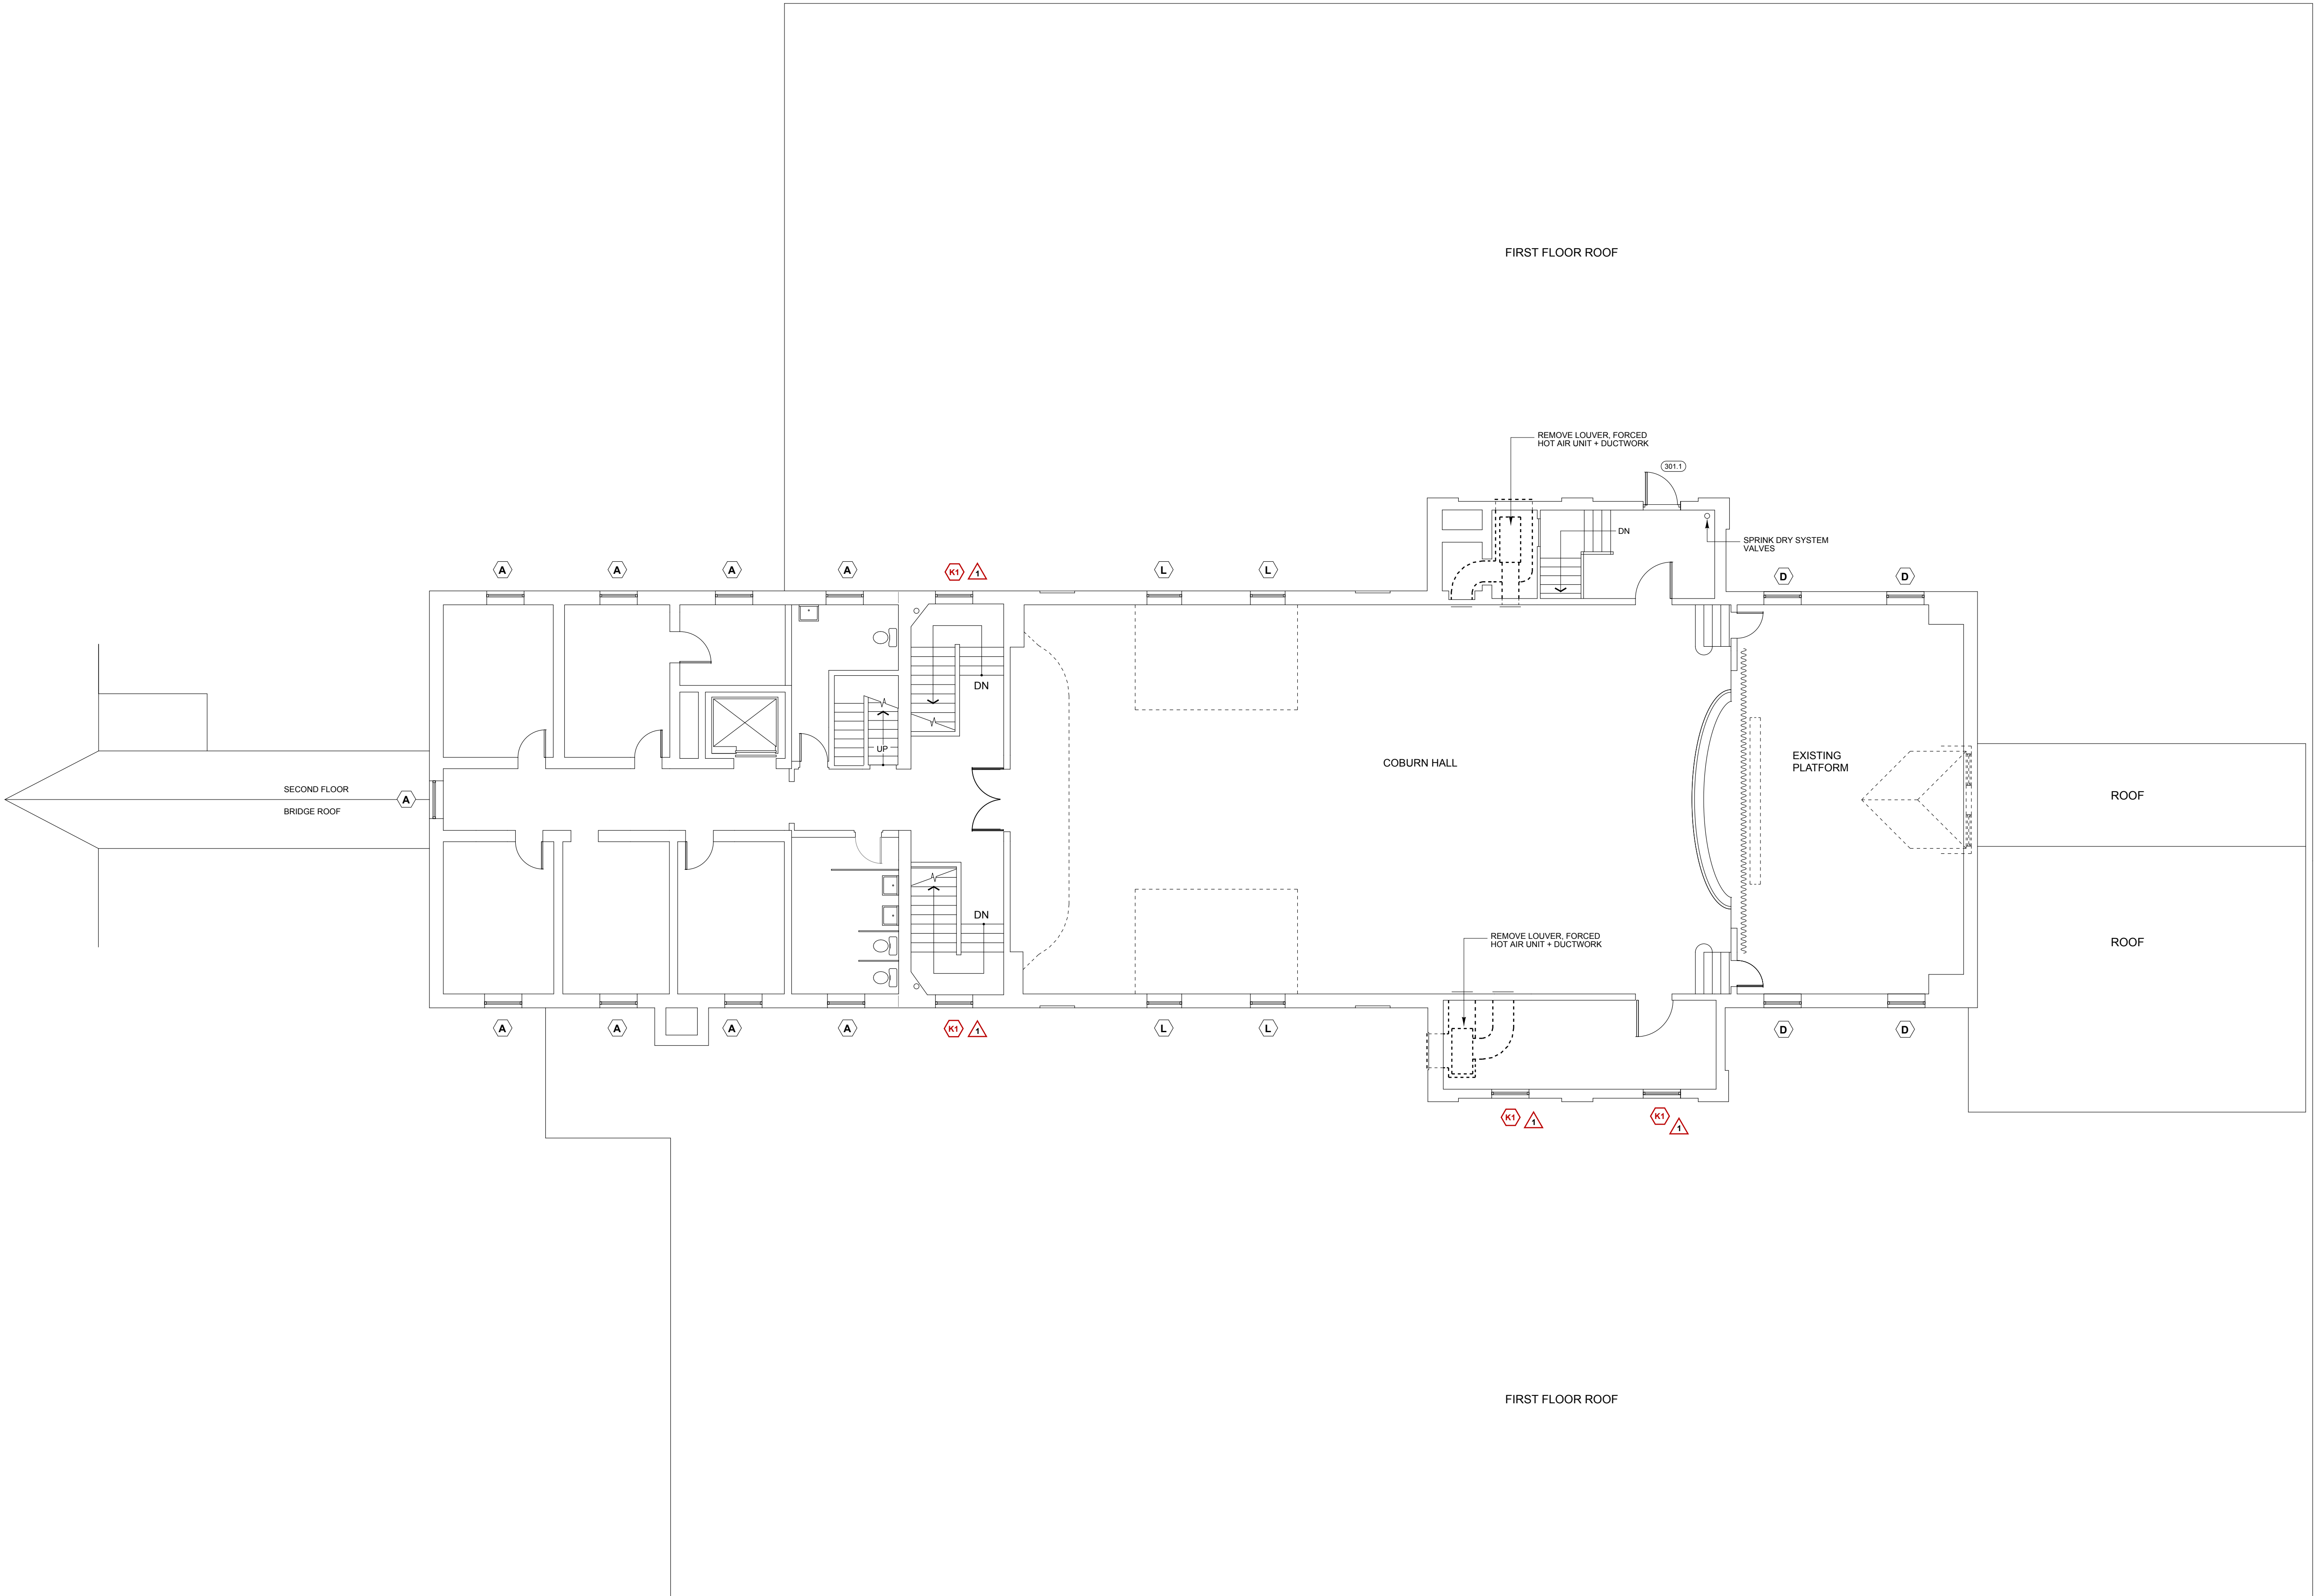 FIRST FLOOR ROOF
REMOVE LOUVER, FORCED
HOT AIR UNIT + DUCTWORK
301.1
DN
SPRINK DRY SYSTEM
VALVES
A
A
A
A
K1
1
L
L
D
D
DN
UP
COBURN HALL
EXISTING
PLATFORM
SECOND FLOOR
A
BRIDGE ROOF
ROOF
DN
REMOVE LOUVER, FORCED
HOT AIR UNIT + DUCTWORK
ROOF
A
A
A
A
K1
1
L
L
D
D
K1
1
K1
1
FIRST FLOOR ROOF